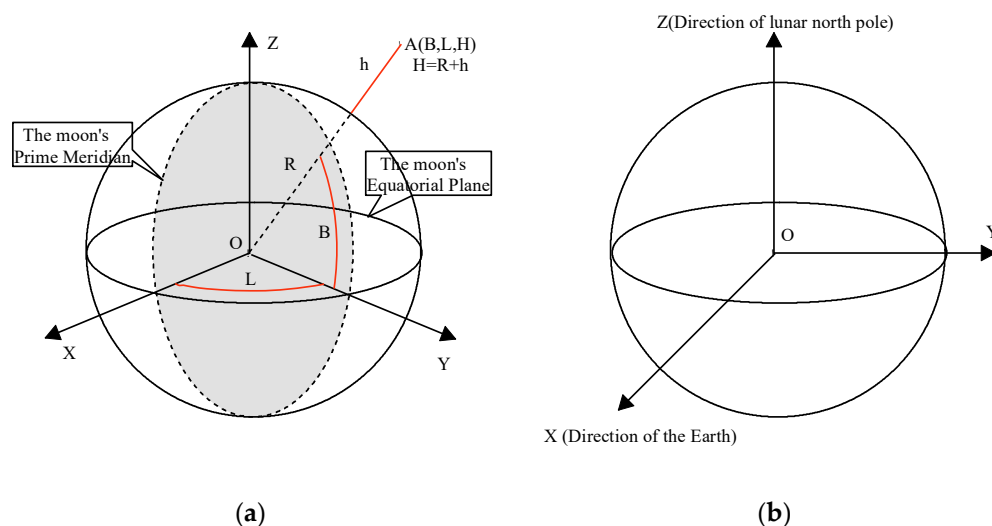 Z
A(B,L,H)
H=R+h
h
The moon's
Prime Meridian
R
The moon's
Equatorial Plane
B
O
L
X
Y
(a)
Z(Direction of lunar north pole)
O
Y
X (Direction of the Earth)
(b)